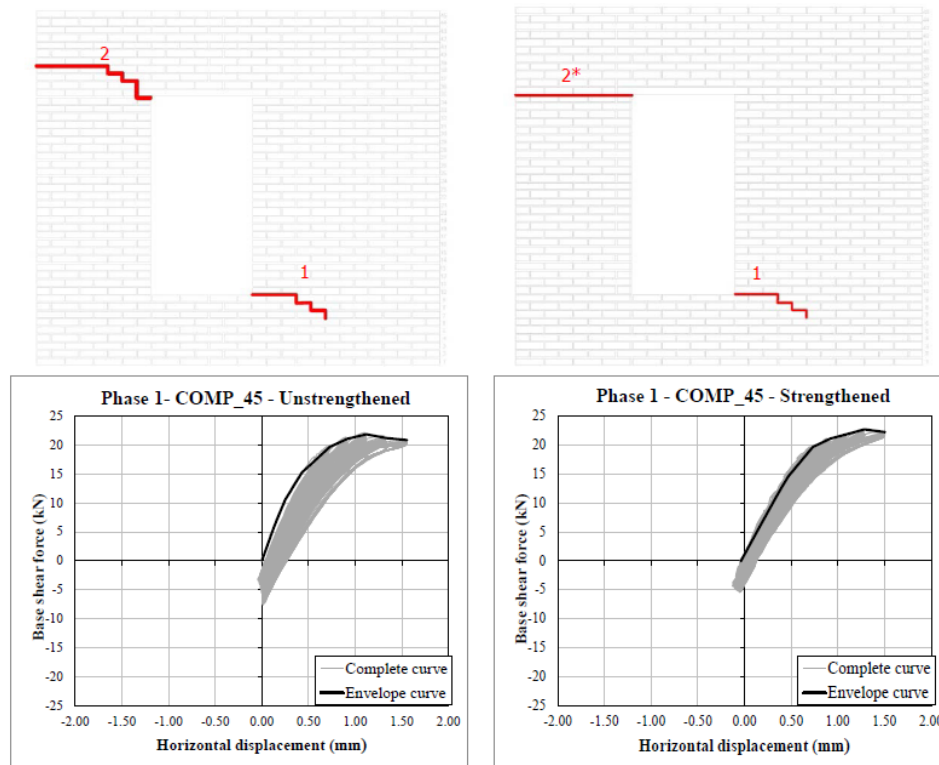 2
1
2*
1
Phase 1- COMP_45 - Unstrengthened
25
20
15
10
5
0
-5
-10
-15
-20
-25
Base shear force (kN)
-2.00 -1.50 -1.00 -0.50 0.00 0.50 1.00 1.50 2.00
Horizontal displacement (mm)
Complete curve
Envelope curve
Phase 1 - COMP_45 - Strengthened
25
20
15
10
5
0
-5
-10
-15
-20
-25
Base shear force (kN)
-2.00 -1.50 -1.00 -0.50 0.00 0.50 1.00 1.50 2.00
Horizontal displacement (mm)
Complete curve
Envelope curve